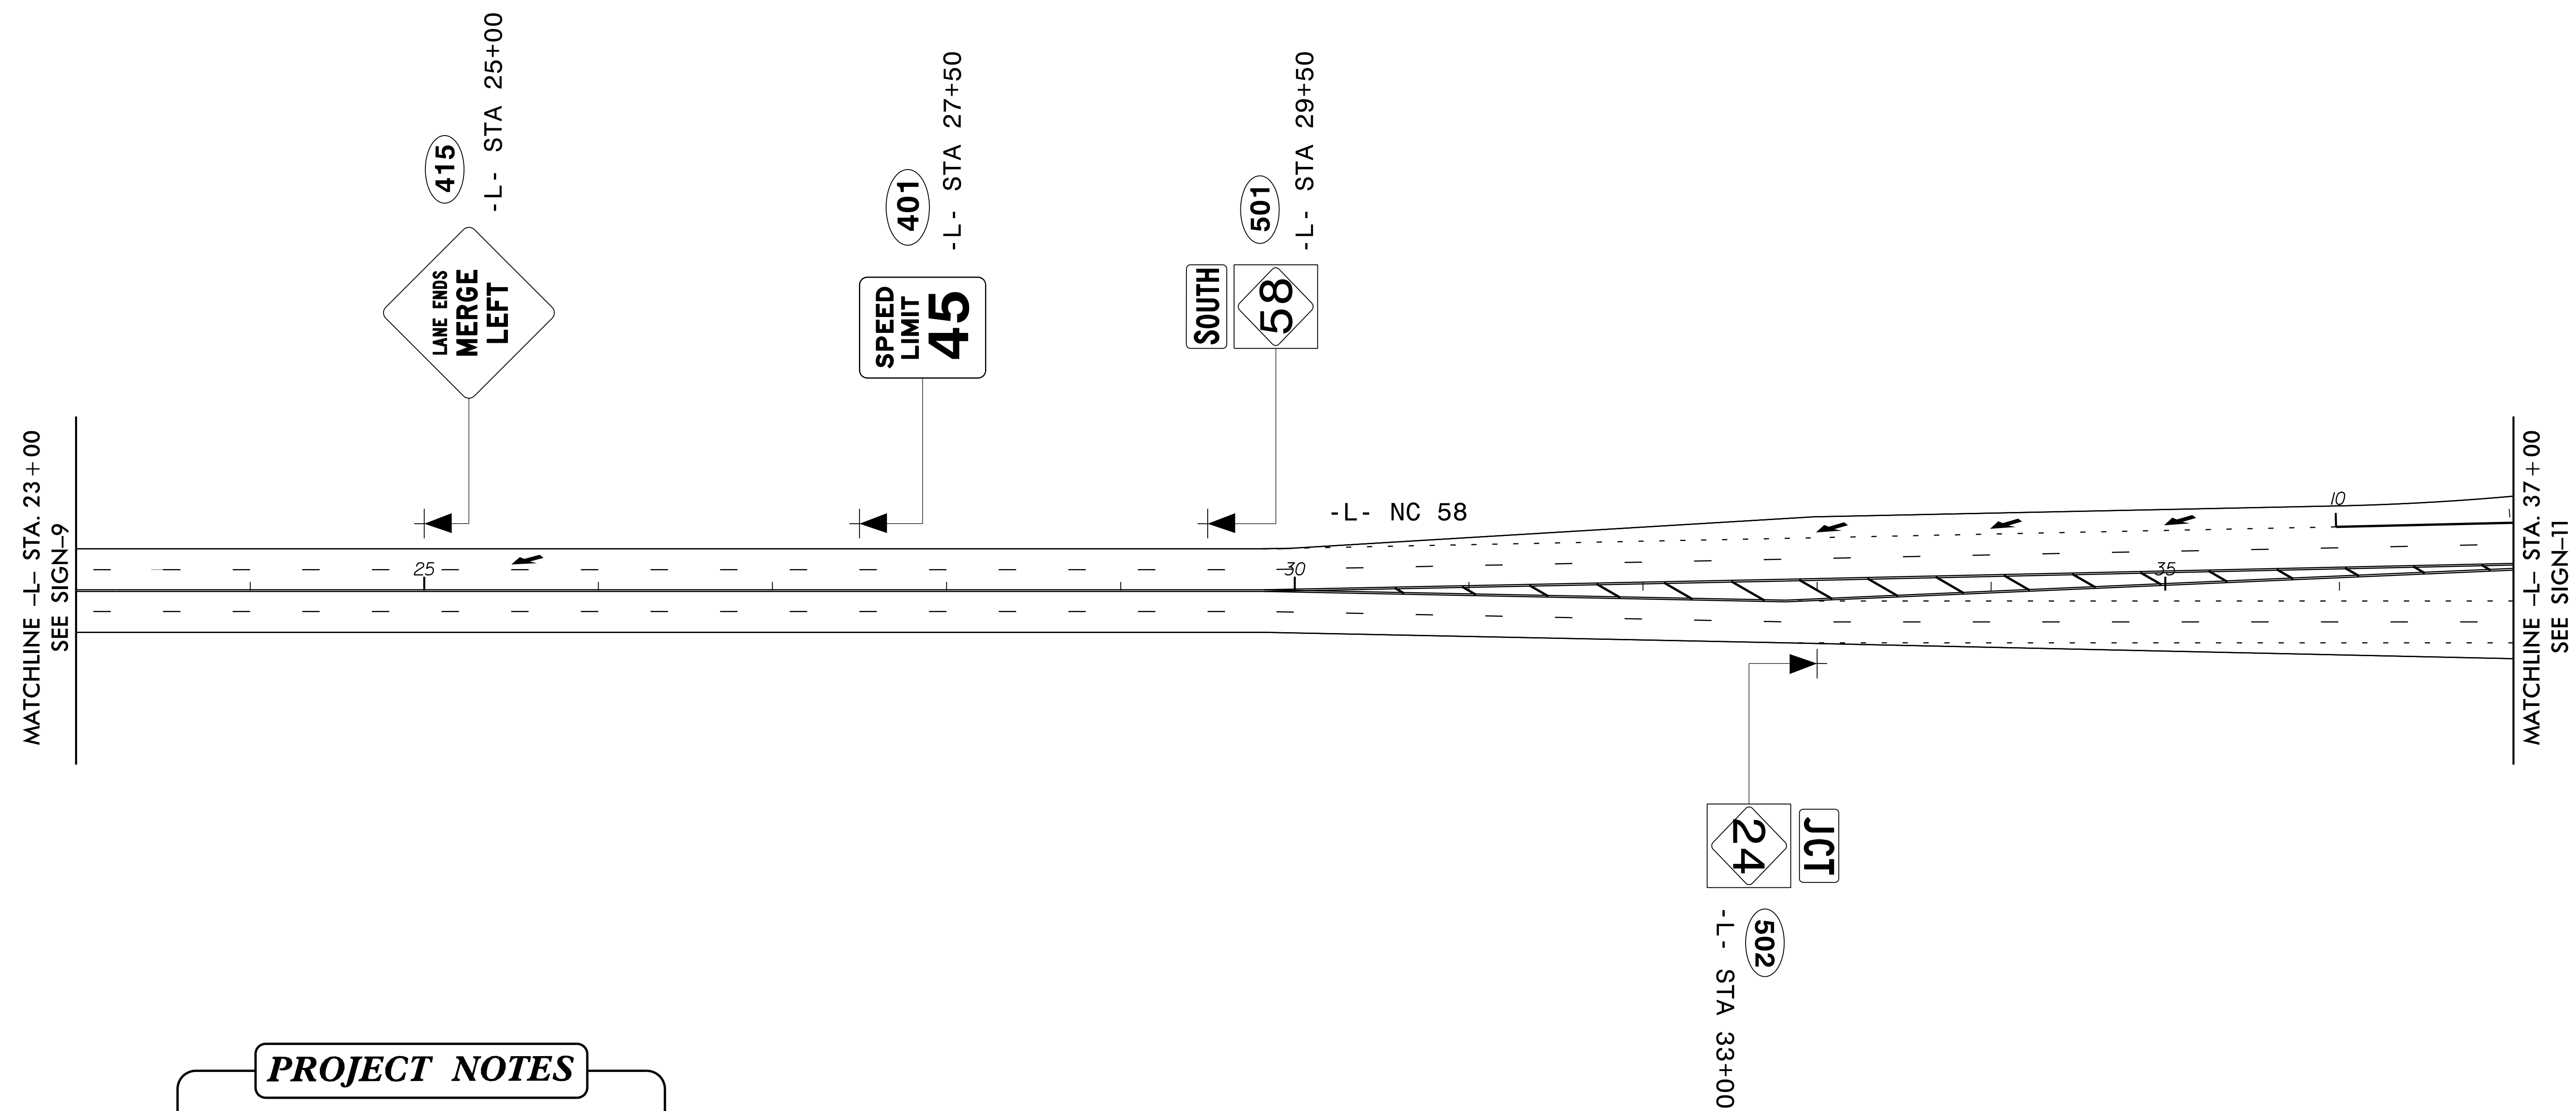 -L- STA 25+00
415
LANE ENDS
MERGE
LEFT
-L- STA 27+50
401
SPEED
LIMIT
45
-L- STA 29+50
501
SOUTH
58
MATCHLINE –L– STA. 23+00
SEE SIGN–9
-L- NC 58
25
30
35
10
MATCHLINE –L– STA. 37+00
SEE SIGN–11
JCT
24
502
-L- STA 33+00
PROJECT NOTES